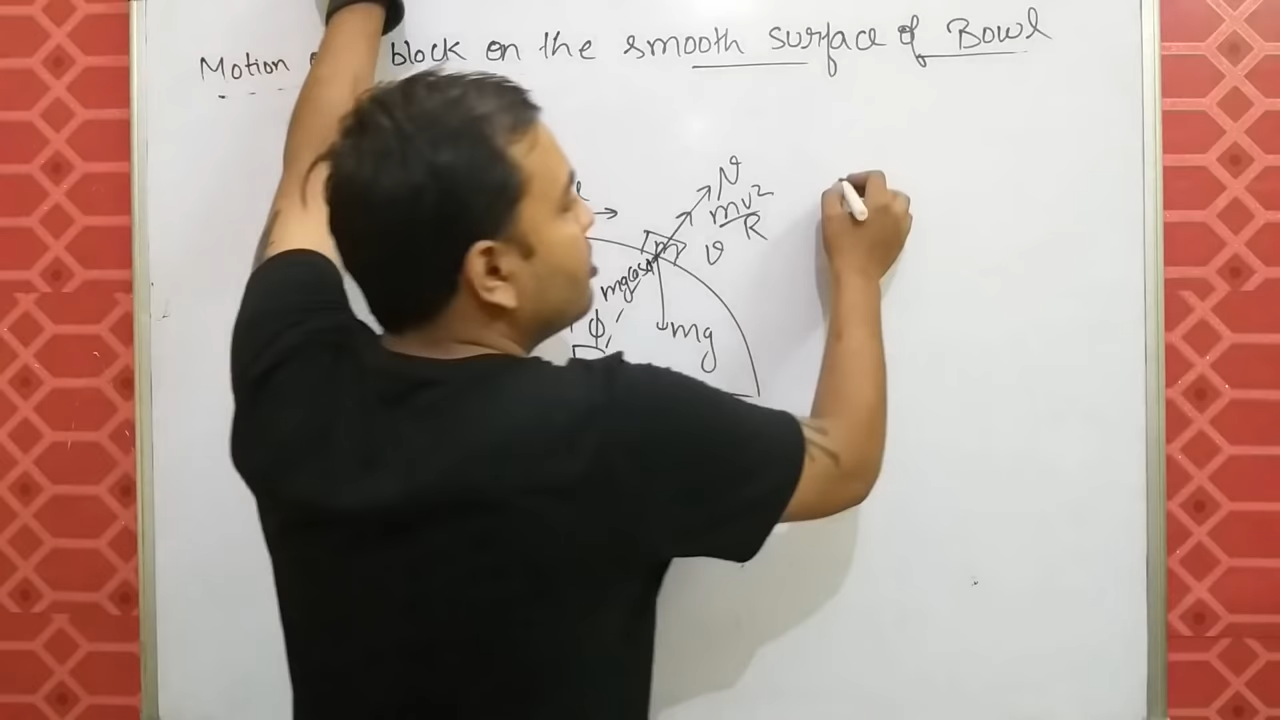 Motion block on the smooth surface of Bowl
N
mv²
R
m
v
mgcos
ϕ
mg